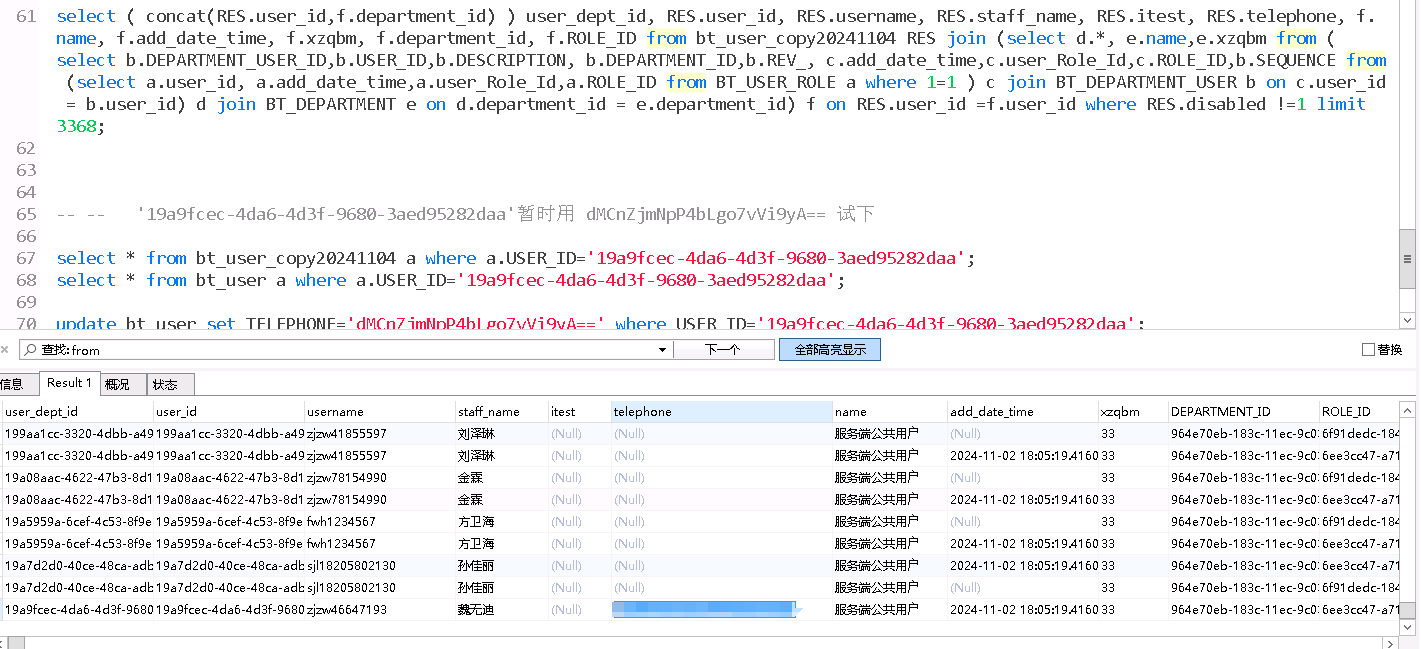 61 select ( concat(RES.user_id,f.department_id) ) user_dept_id, RES.user_id, RES.username, RES.staff_name, RES.itest, RES.telephone, f.
name, f.add_date_time, f.xzqbm, f.department_id, f.ROLE_ID from bt_user_copy20241104 RES join (select d.*, e.name,e.xzqbm from (
select b.DEPARTMENT_USER_ID,b.USER_ID,b.DESCRIPTION, b.DEPARTMENT_ID,b.REV_, c.add_date_time,c.user_Role_Id,c.ROLE_ID,b.SEQUENCE from
(select a.user_id, a.add_date_time,a.user_Role_Id,a.ROLE_ID from BT_USER_ROLE a where 1=1 ) c join BT_DEPARTMENT_USER b on c.user_id
= b.user_id) d join BT_DEPARTMENT e on d.department_id = e.department_id) f on RES.user_id =f.user_id where RES.disabled !=1 limit
3368;
62
63
64
65 -- -- '19a9fcec-4da6-4d3f-9680-3aed95282daa'暂时用 dMCnZjmNpP4bLgo7vVi9yA== 试下
66
67 select * from bt_user_copy20241104 a where a.USER_ID='19a9fcec-4da6-4d3f-9680-3aed95282daa';
68 select * from bt_user a where a.USER_ID='19a9fcec-4da6-4d3f-9680-3aed95282daa';
69
70 update bt_user set TELEPHONE='dMCnZjmNpP4bLgo7vVi9yA==' where USER_ID='19a9fcec-4da6-4d3f-9680-3aed95282daa';
查找:from 下一个 全部高亮显示 替换
信息 Result 1 概况 状态
user_dept_id user_id username staff_name itest telephone name add_date_time xzqbm DEPARTMENT_ID ROLE_ID
199aa1cc-3320-4dbb-a49 199aa1cc-3320-4dbb-a49 zjzw41855597 刘泽琳 (Null) (Null) 服务端公共用户 (Null) 33 964e70eb-183c-11ec-9c0 6f91dedc-184
199aa1cc-3320-4dbb-a49 199aa1cc-3320-4dbb-a49 zjzw41855597 刘泽琳 (Null) (Null) 服务端公共用户 2024-11-02 18:05:19.4160 33 964e70eb-183c-11ec-9c0 6ee3cc47-a71
19a08aac-4622-47b3-8d1 19a08aac-4622-47b3-8d1 zjzw78154990 金霖 (Null) (Null) 服务端公共用户 (Null) 33 964e70eb-183c-11ec-9c0 6f91dedc-184
19a08aac-4622-47b3-8d1 19a08aac-4622-47b3-8d1 zjzw78154990 金霖 (Null) (Null) 服务端公共用户 2024-11-02 18:05:19.4160 33 964e70eb-183c-11ec-9c0 6ee3cc47-a71
19a5959a-6cef-4c53-8f9e 19a5959a-6cef-4c53-8f9e fwh1234567 方卫海 (Null) (Null) 服务端公共用户 (Null) 33 964e70eb-183c-11ec-9c0 6f91dedc-184
19a5959a-6cef-4c53-8f9e 19a5959a-6cef-4c53-8f9e fwh1234567 方卫海 (Null) (Null) 服务端公共用户 2024-11-02 18:05:19.4160 33 964e70eb-183c-11ec-9c0 6ee3cc47-a71
19a7d2d0-40ce-48ca-adb 19a7d2d0-40ce-48ca-adb sjl18205802130 孙佳丽 (Null) (Null) 服务端公共用户 2024-11-02 18:05:19.4160 33 964e70eb-183c-11ec-9c0 6ee3cc47-a71
19a7d2d0-40ce-48ca-adb 19a7d2d0-40ce-48ca-adb sjl18205802130 孙佳丽 (Null) (Null) 服务端公共用户 (Null) 33 964e70eb-183c-11ec-9c0 6f91dedc-184
19a9fcec-4da6-4d3f-9680 19a9fcec-4da6-4d3f-9680 zjzw46647193 魏无迪 (Null) 服务端公共用户 2024-11-02 18:05:19.4160 33 964e70eb-183c-11ec-9c0 6ee3cc47-a71